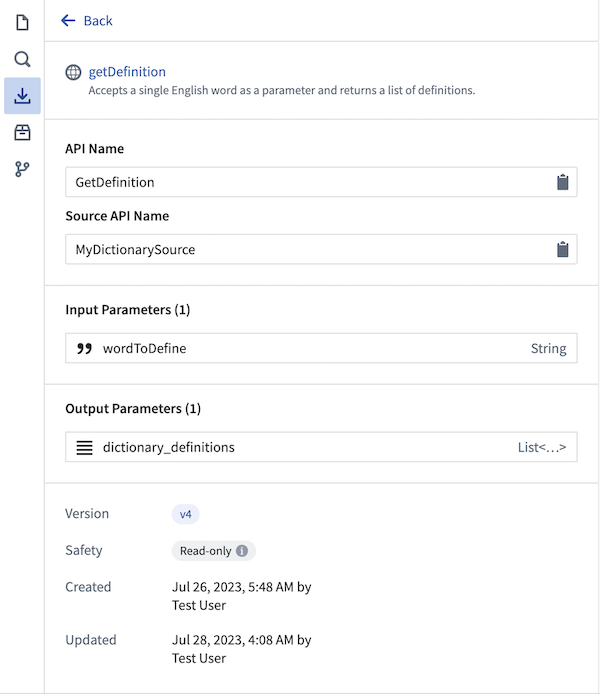 Back
getDefinition
Accepts a single English word as a parameter and returns a list of definitions.
API Name
GetDefinition
Source API Name
MyDictionarySource
Input Parameters (1)
wordToDefine String
Output Parameters (1)
dictionary_definitions List<...>
Version v4
Safety Read-only
Created Jul 26, 2023, 5:48 AM by
Test User
Updated Jul 28, 2023, 4:08 AM by
Test User